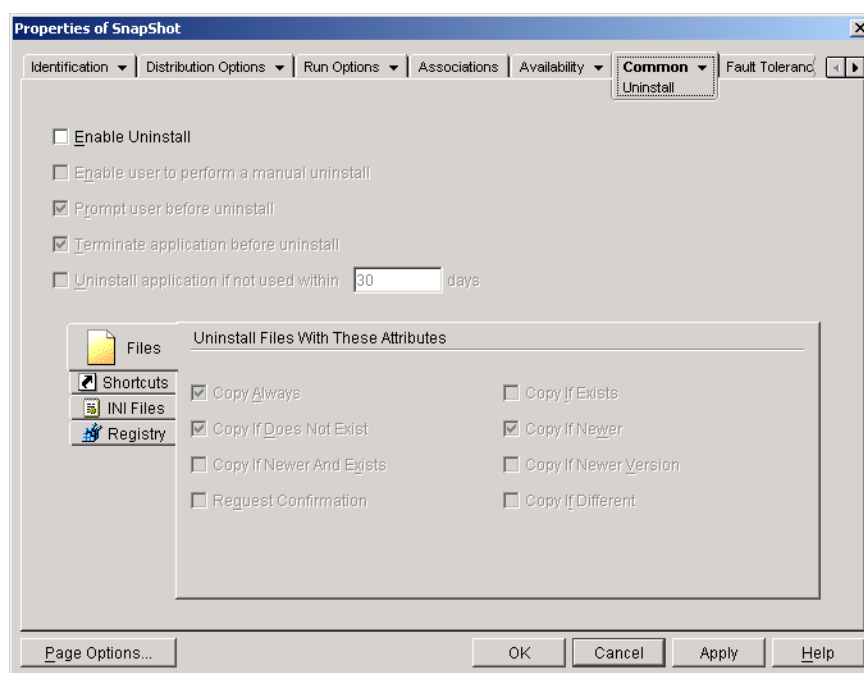 Properties of SnapShot
Identification
Distribution Options
Run Options
Associations
Availability
Common
Fault Toleranc
Uninstall
Enable Uninstall
Enable user to perform a manual uninstall
Prompt user before uninstall
Terminate application before uninstall
Uninstall application if not used within 30 days
Files
Shortcuts
INI Files
Registry
Uninstall Files With These Attributes
Copy Always
Copy If Exists
Copy If Does Not Exist
Copy If Newer
Copy If Newer And Exists
Copy If Newer Version
Request Confirmation
Copy If Different
Page Options...
OK
Cancel
Apply
Help